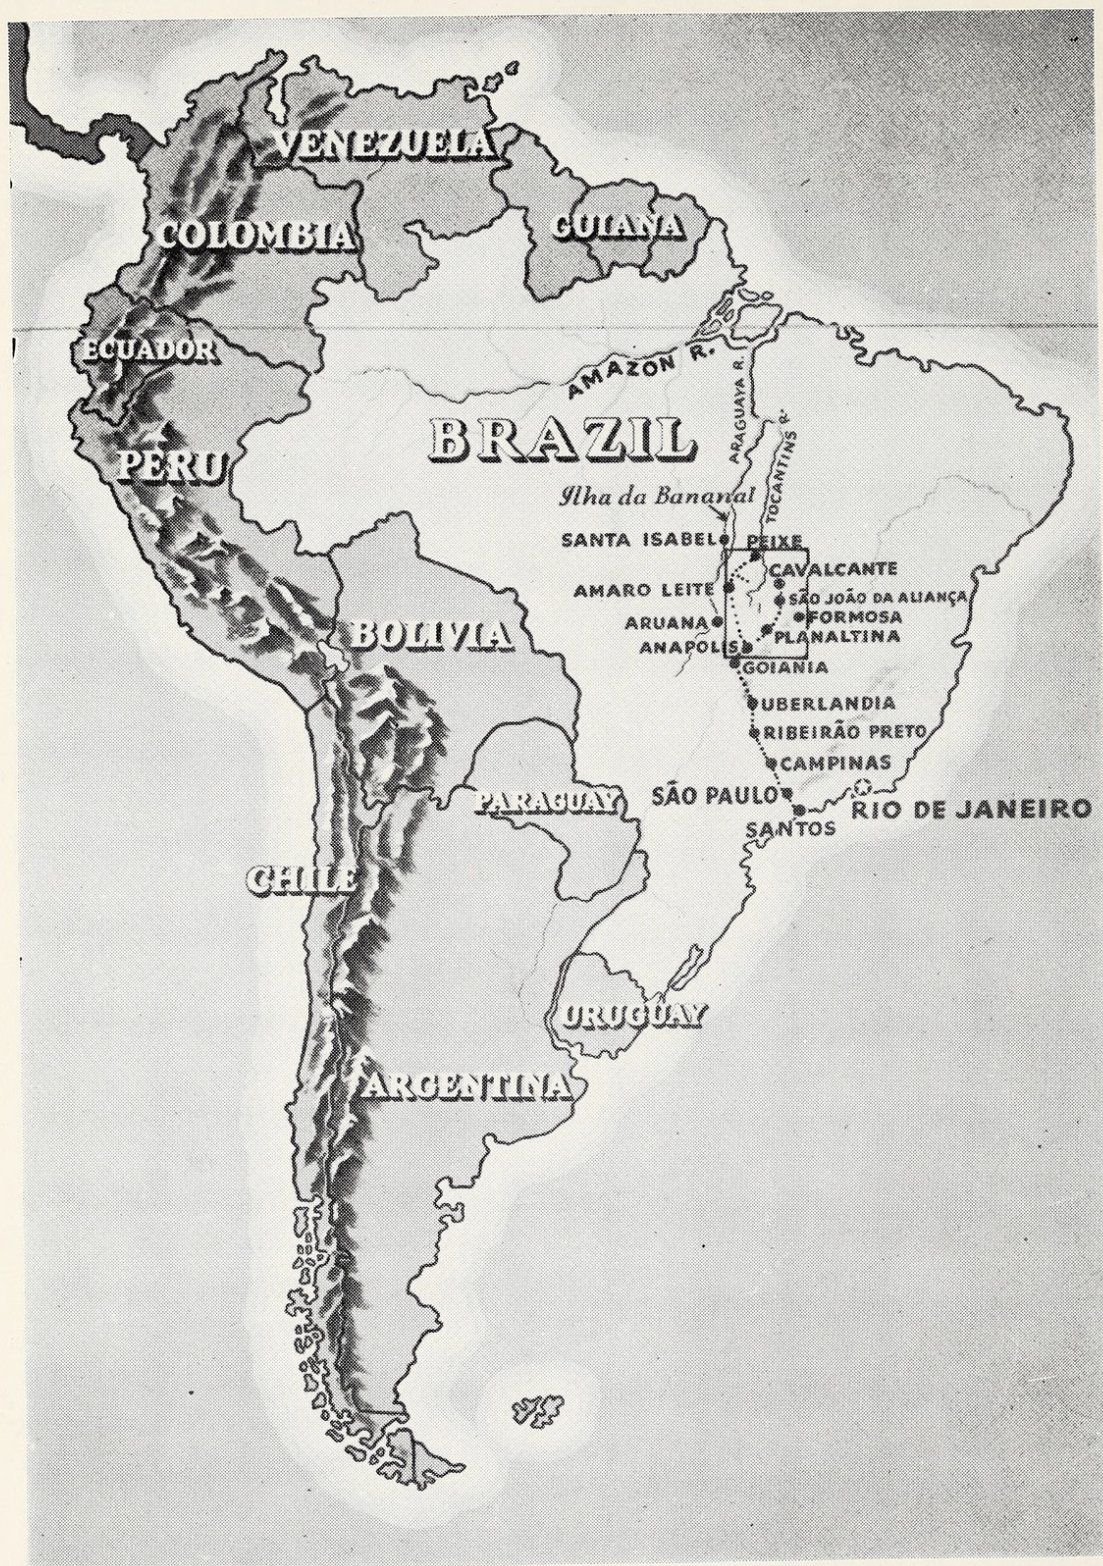 VENEZUELA
COLOMBIA
GUIANA
ECUADOR
AMAZON R.
ARAGUAYA R.
TOCANTINS R.
BRAZIL
PERU
Ilha da Bananal
SANTA ISABEL
PEIXE
CAVALCANTE
AMARO LEITE
SÃO JOÃO DA ALIANÇA
FORMOSA
ARUANA
PLANALTINA
ANAPOLIS
BOLIVIA
GOIANIA
UBERLANDIA
RIBEIRÃO PRETO
CAMPINAS
SÃO PAULO
PARAGUAY
RIO DE JANEIRO
SANTOS
CHILE
URUGUAY
ARGENTINA